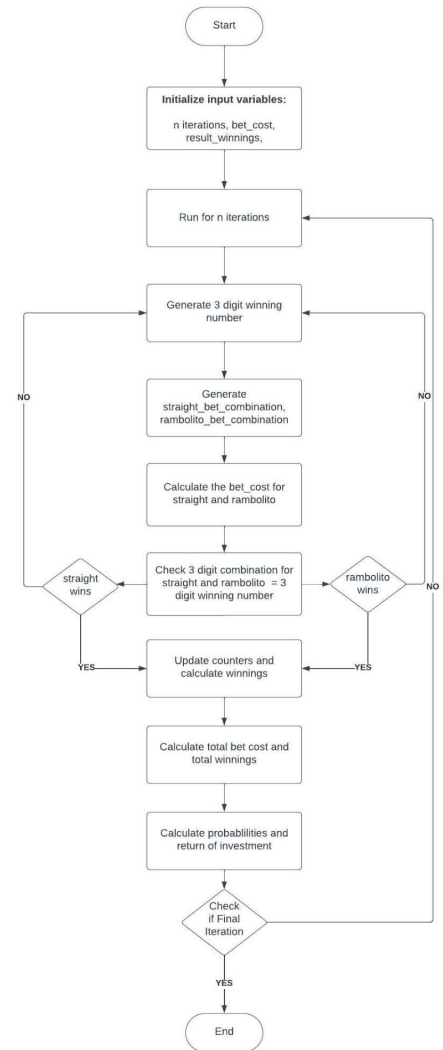 Start
Initialize input variables:
n iterations, bet_cost,
result_winnings,
Run for n iterations
Generate 3 digit winning
number
NO
NO
Generate
straight_bet_combination,
rambolito_bet_combination
Calculate the bet_cost for
straight and rambolito
straight
wins
Check 3 digit combination for
straight and rambolito = 3
digit winning number
rambolito
wins
NO
YES
YES
Update counters and
calculate winnings
Calculate total bet cost and
total winnings
Calculate probablilities and
return of investment
Check
if Final
Iteration
YES
End